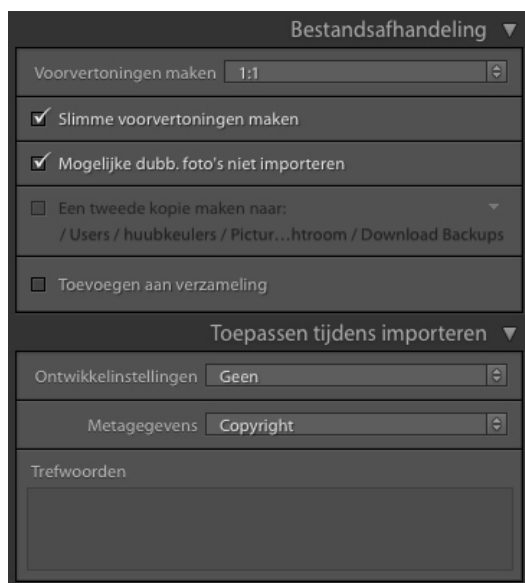 Bestandsafhandeling
Voorvertoningen maken 1:1
Slimme voorvertoningen maken
Mogelijke dubb. foto's niet importeren
Een tweede kopie maken naar:
/ Users / huubkeulers / Pictur...htroom / Download Backups
Toevoegen aan verzameling
Toepassen tijdens importeren
Ontwikkelinstellingen Geen
Metagegevens Copyright
Trefwoorden